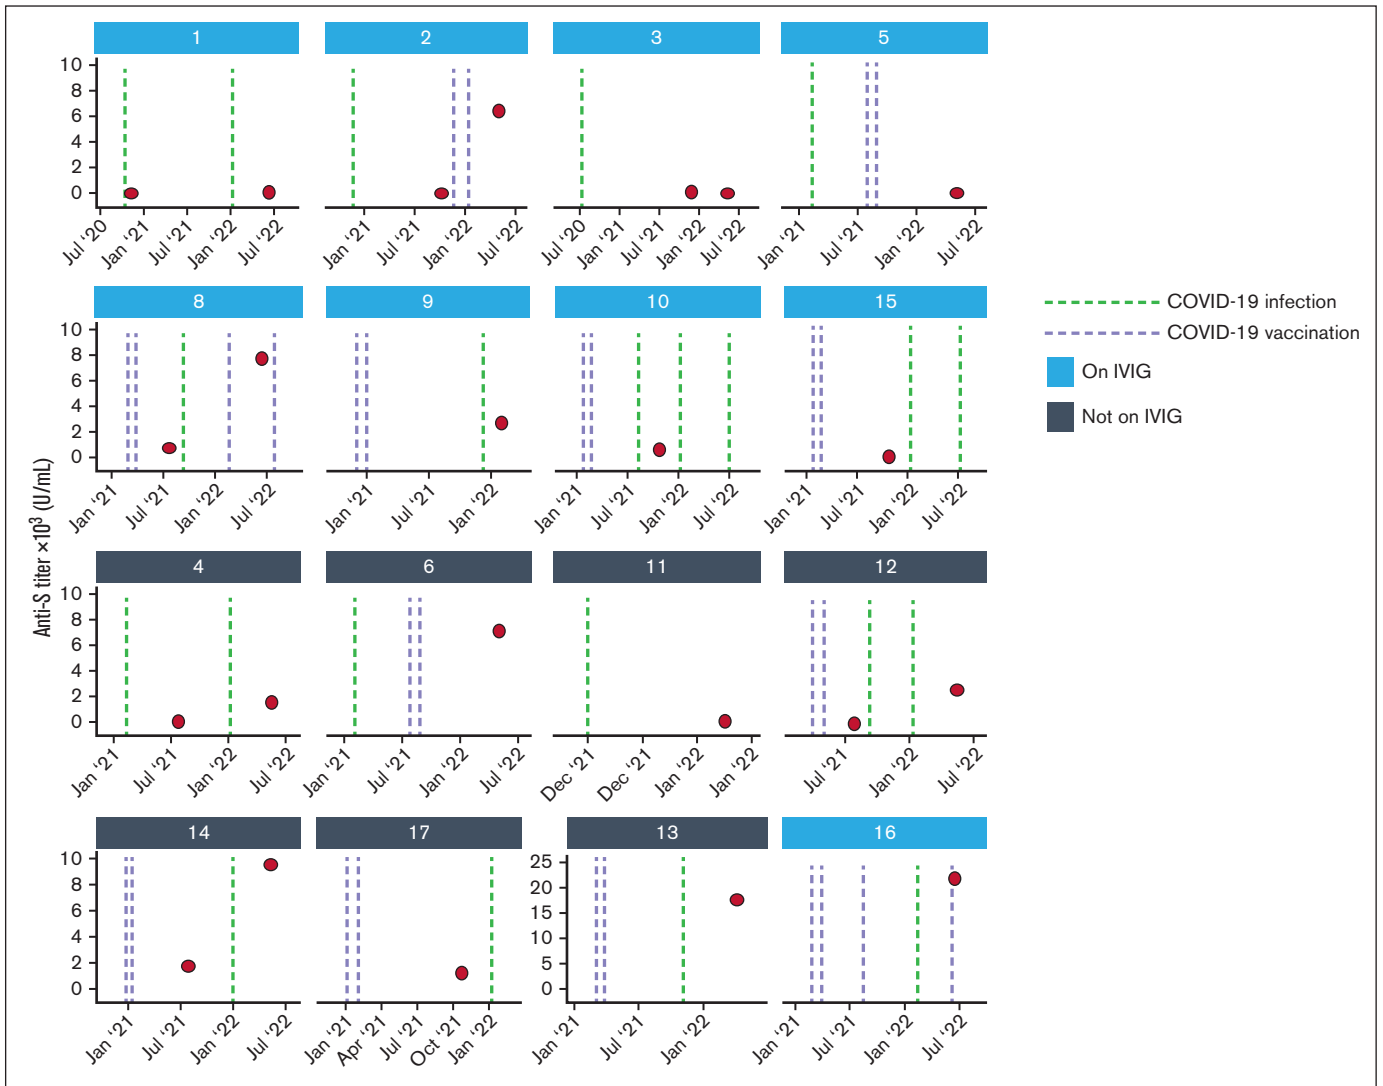 1 2 3 5
10
8
6
4
2
0
Jul ‘20 Jan ‘21 Jul ‘21 Jan ‘22 Jul ‘22
Jan ‘21 Jul ‘21 Jan ‘22 Jul ‘22
Jul ‘20 Jan ‘21 Jul ‘21 Jan ‘22 Jul ‘22
Jan ‘21 Jul ‘21 Jan ‘22 Jul ‘22
8 9 10 15
10
8
6
4
2
0
Jan ‘21 Jul ‘21 Jan ‘22 Jul ‘22
Jan ‘21 Jul ‘21 Jan ‘22
Jan ‘21 Jul ‘21 Jan ‘22 Jul ‘22
Jan ‘21 Jul ‘21 Jan ‘22 Jul ‘22
COVID-19 infection
COVID-19 vaccination
On IVIG
Not on IVIG
Anti-S titer ×10³ (U/mL)
4 6 11 12
10
8
6
4
2
0
Jan ‘21 Jul ‘21 Jan ‘22 Jul ‘22
Jan ‘21 Jul ‘21 Jan ‘22 Jul ‘22
Dec ‘21 Dec ‘21 Jan ‘22 Jan ‘22
Jul ‘21 Jan ‘22 Jul ‘22
14 17 13 16
10
8
6
4
2
0
25
20
15
10
5
0
Jan ‘21 Jul ‘21 Jan ‘22 Jul ‘22
Jan ‘21 Apr ‘21 Jul ‘21 Oct ‘21 Jan ‘22
Jan ‘21 Jul ‘21 Jan ‘22
Jan ‘21 Jul ‘21 Jan ‘22 Jul ‘22